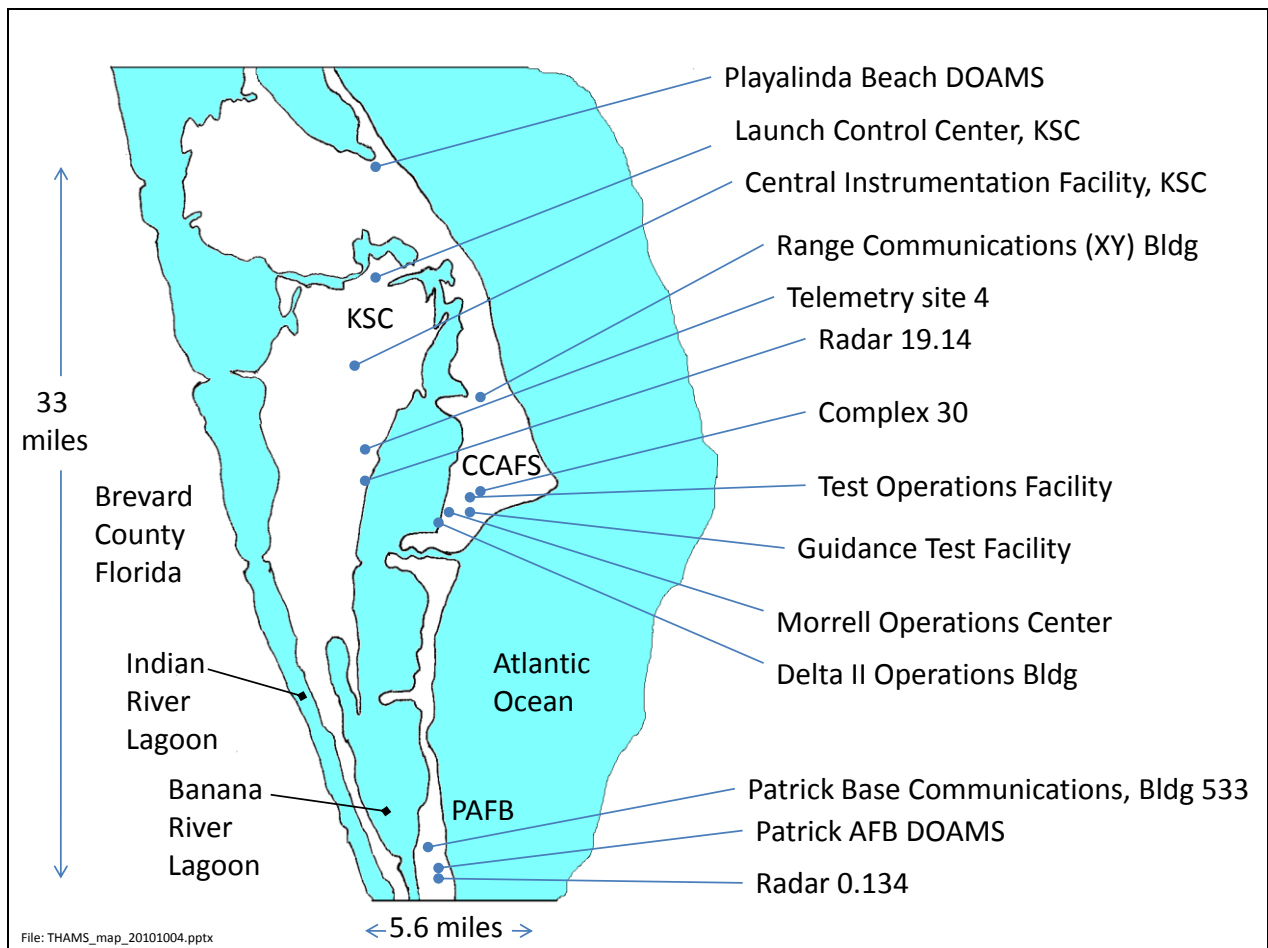 Playalinda Beach DOAMS
Launch Control Center, KSC
Central Instrumentation Facility, KSC
Range Communications (XY) Bldg
Telemetry site 4
Radar 19.14
KSC
33
miles
Complex 30
CCAFS
Test Operations Facility
Brevard
County
Florida
Guidance Test Facility
Morrell Operations Center
Delta II Operations Bldg
Indian
River
Lagoon
Atlantic
Ocean
Banana
River
Lagoon
PAFB
Patrick Base Communications, Bldg 533
Patrick AFB DOAMS
Radar 0.134
5.6 miles
File: THAMS_map_20101004.pptx